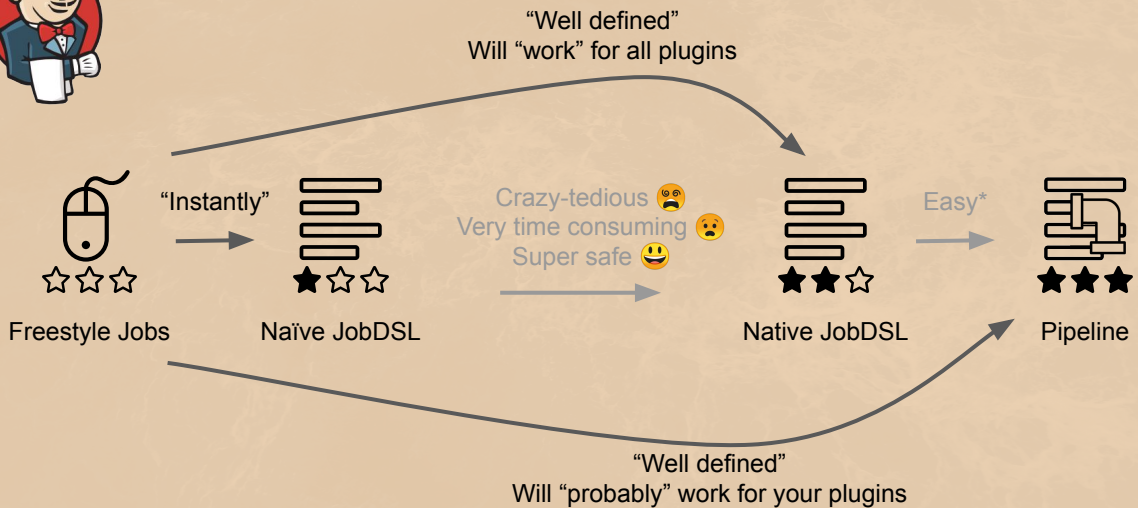 “Well defined”
Will “work” for all plugins
“Instantly”
Crazy-tedious 😵
Very time consuming 😧
Super safe 😃
Easy*
Freestyle Jobs
Naïve JobDSL
Native JobDSL
Pipeline
“Well defined”
Will “probably” work for your plugins